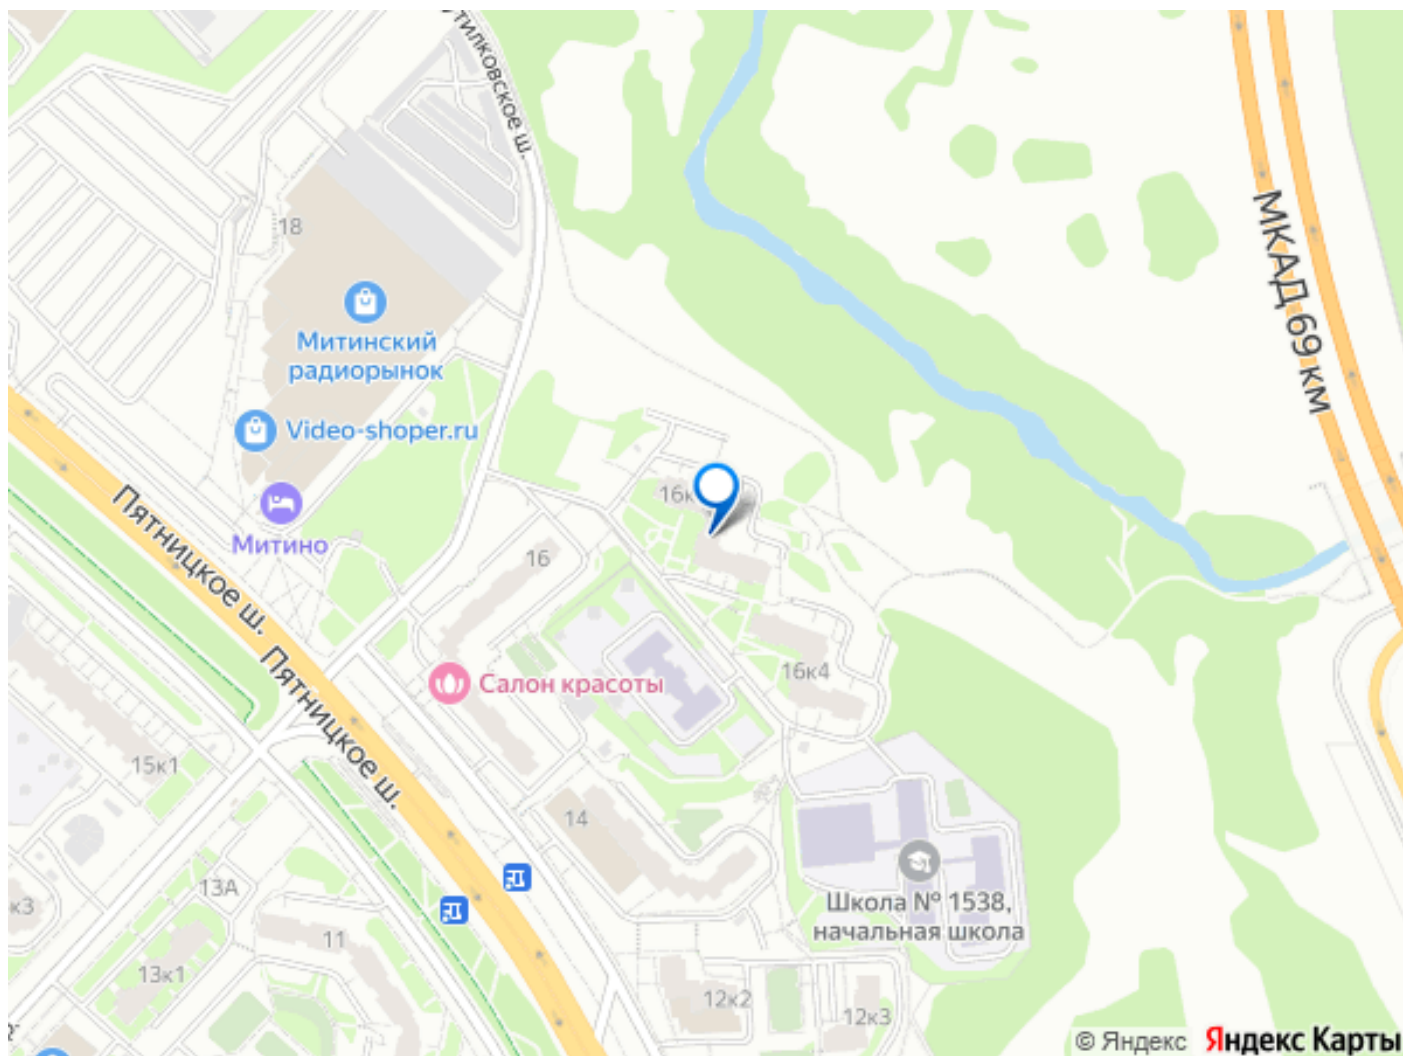 тилковское ш.
МКАД 69 км
18
Митинский
радиорынок
Video-shoper.ru
Митино
Пятницкое ш.
16к
16
16к4
Салон красоты
Пятницкое ш.
15к1
14
13А
к3
11
13к1
Школа № 1538,
начальная школа
12к2
12к3
© Яндекс Яндекс Карты